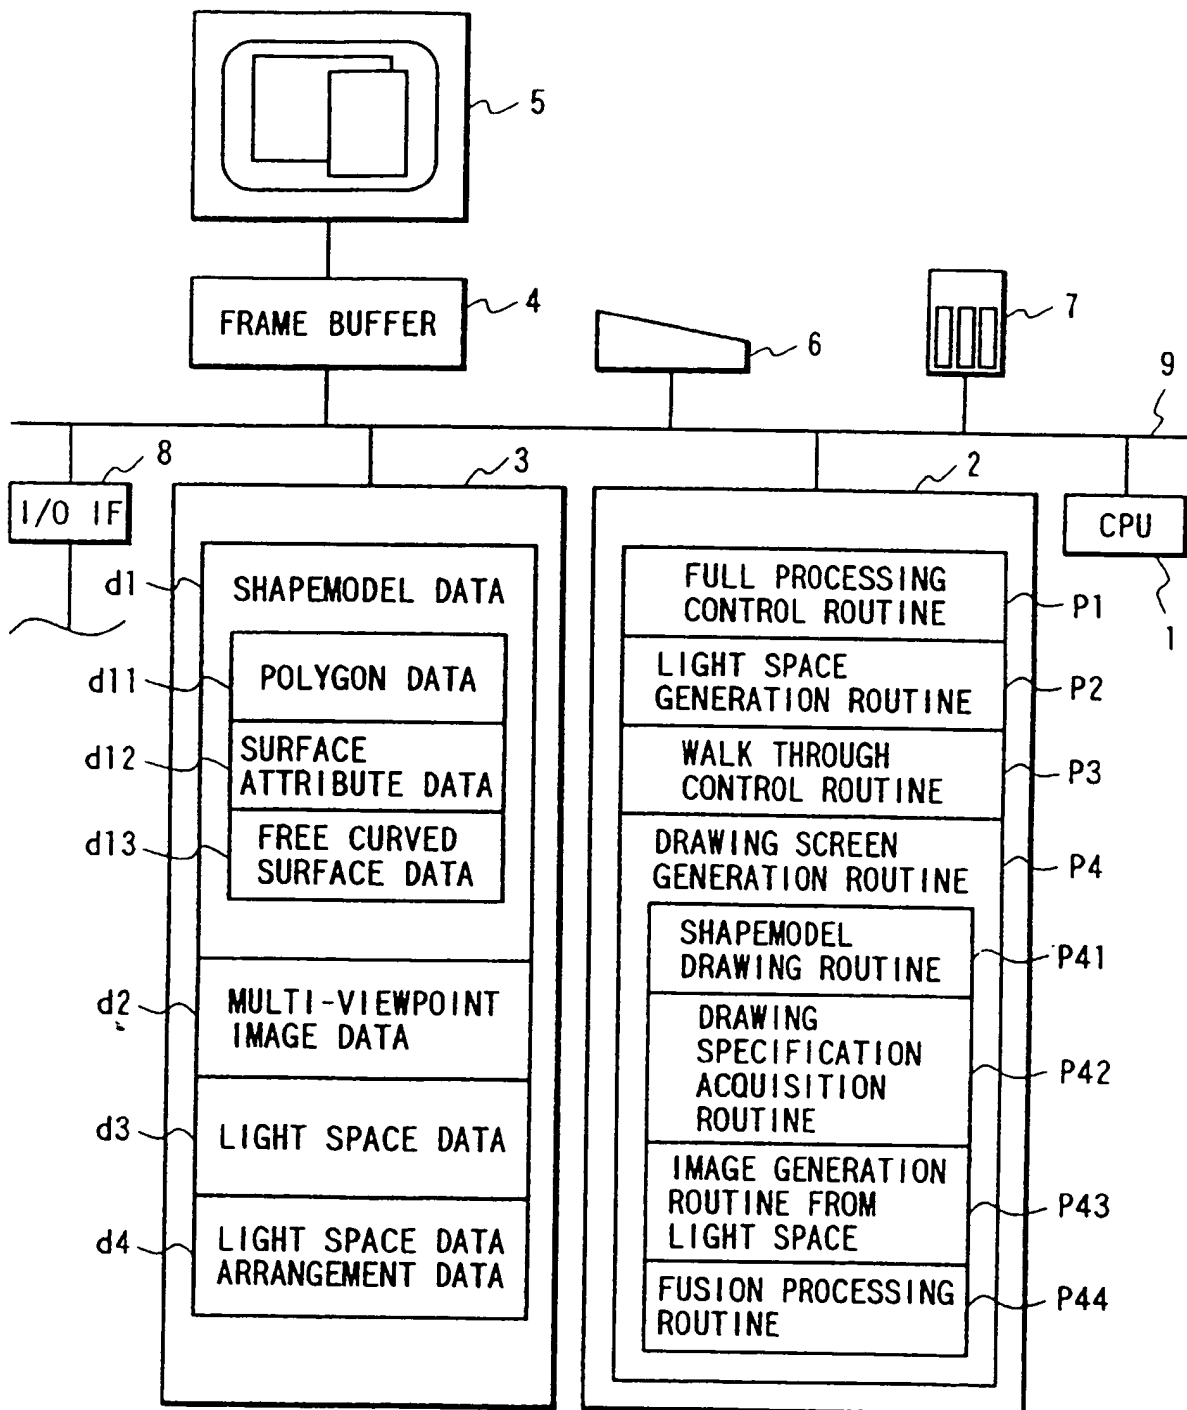 5
FRAME BUFFER
4
6
7
9
8
I/O IF
3
2
CPU
1
d1
SHAPEMODEL DATA
d11
POLYGON DATA
d12
SURFACE
ATTRIBUTE DATA
d13
FREE CURVED
SURFACE DATA
d2
MULTI-VIEWPOINT
IMAGE DATA
d3
LIGHT SPACE DATA
d4
LIGHT SPACE DATA
ARRANGEMENT DATA
FULL PROCESSING
CONTROL ROUTINE
P1
LIGHT SPACE
GENERATION ROUTINE
P2
WALK THROUGH
CONTROL ROUTINE
P3
DRAWING SCREEN
GENERATION ROUTINE
P4
SHAPEMODEL
DRAWING ROUTINE
P41
DRAWING
SPECIFICATION
ACQUISITION
ROUTINE
P42
IMAGE GENERATION
ROUTINE FROM
LIGHT SPACE
P43
FUSION PROCESSING
ROUTINE
P44